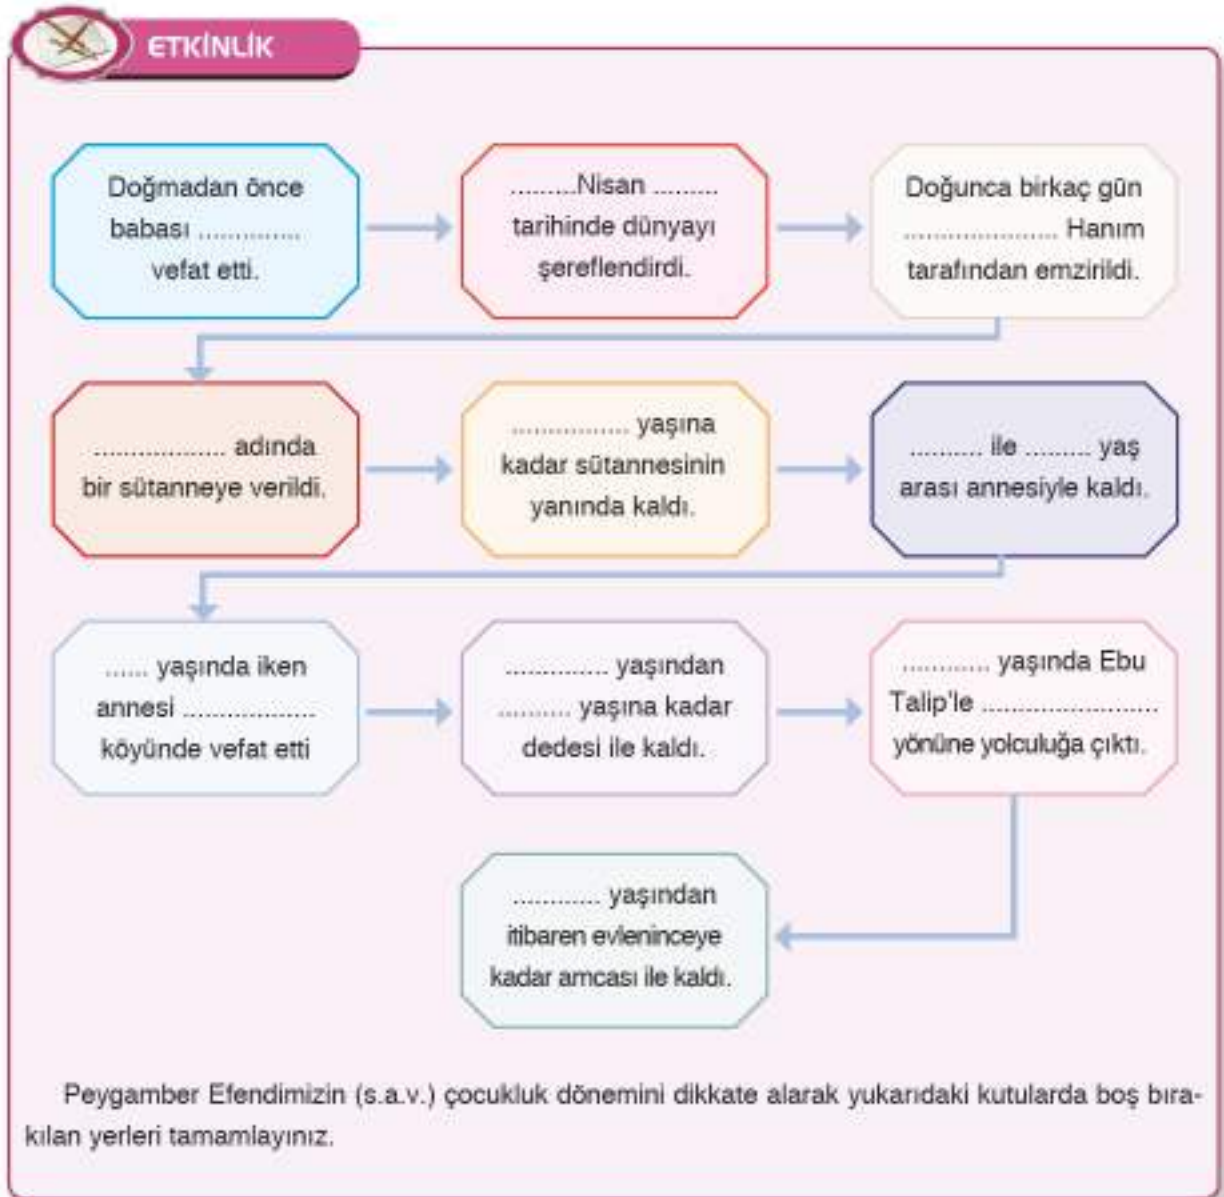 ETKİNLİK
Doğmadan önce
babası ..............
vefat etti.
.........Nisan .........
tarihinde dünyayı
şereflendirdi.
Doğunca birkaç gün
..................... Hanım
tarafından emzirildi.
.................. adında
bir sütanneye verildi.
................ yaşına
kadar sütannesinin
yanında kaldı.
.......... ile ......... yaş
arası annesiyle kaldı.
...... yaşında iken
annesi ..................
köyünde vefat etti
.............. yaşından
.......... yaşına kadar
dedesi ile kaldı.
............ yaşında Ebu
Talip'le ........................
yönüne yolculuğa çıktı.
............ yaşından
itibaren evleninceye
kadar amcası ile kaldı.
Peygamber Efendimizin (s.a.v.) çocukluk dönemini dikkate alarak yukarıdaki kutularda boş bıra-
kılan yerleri tamamlayınız.